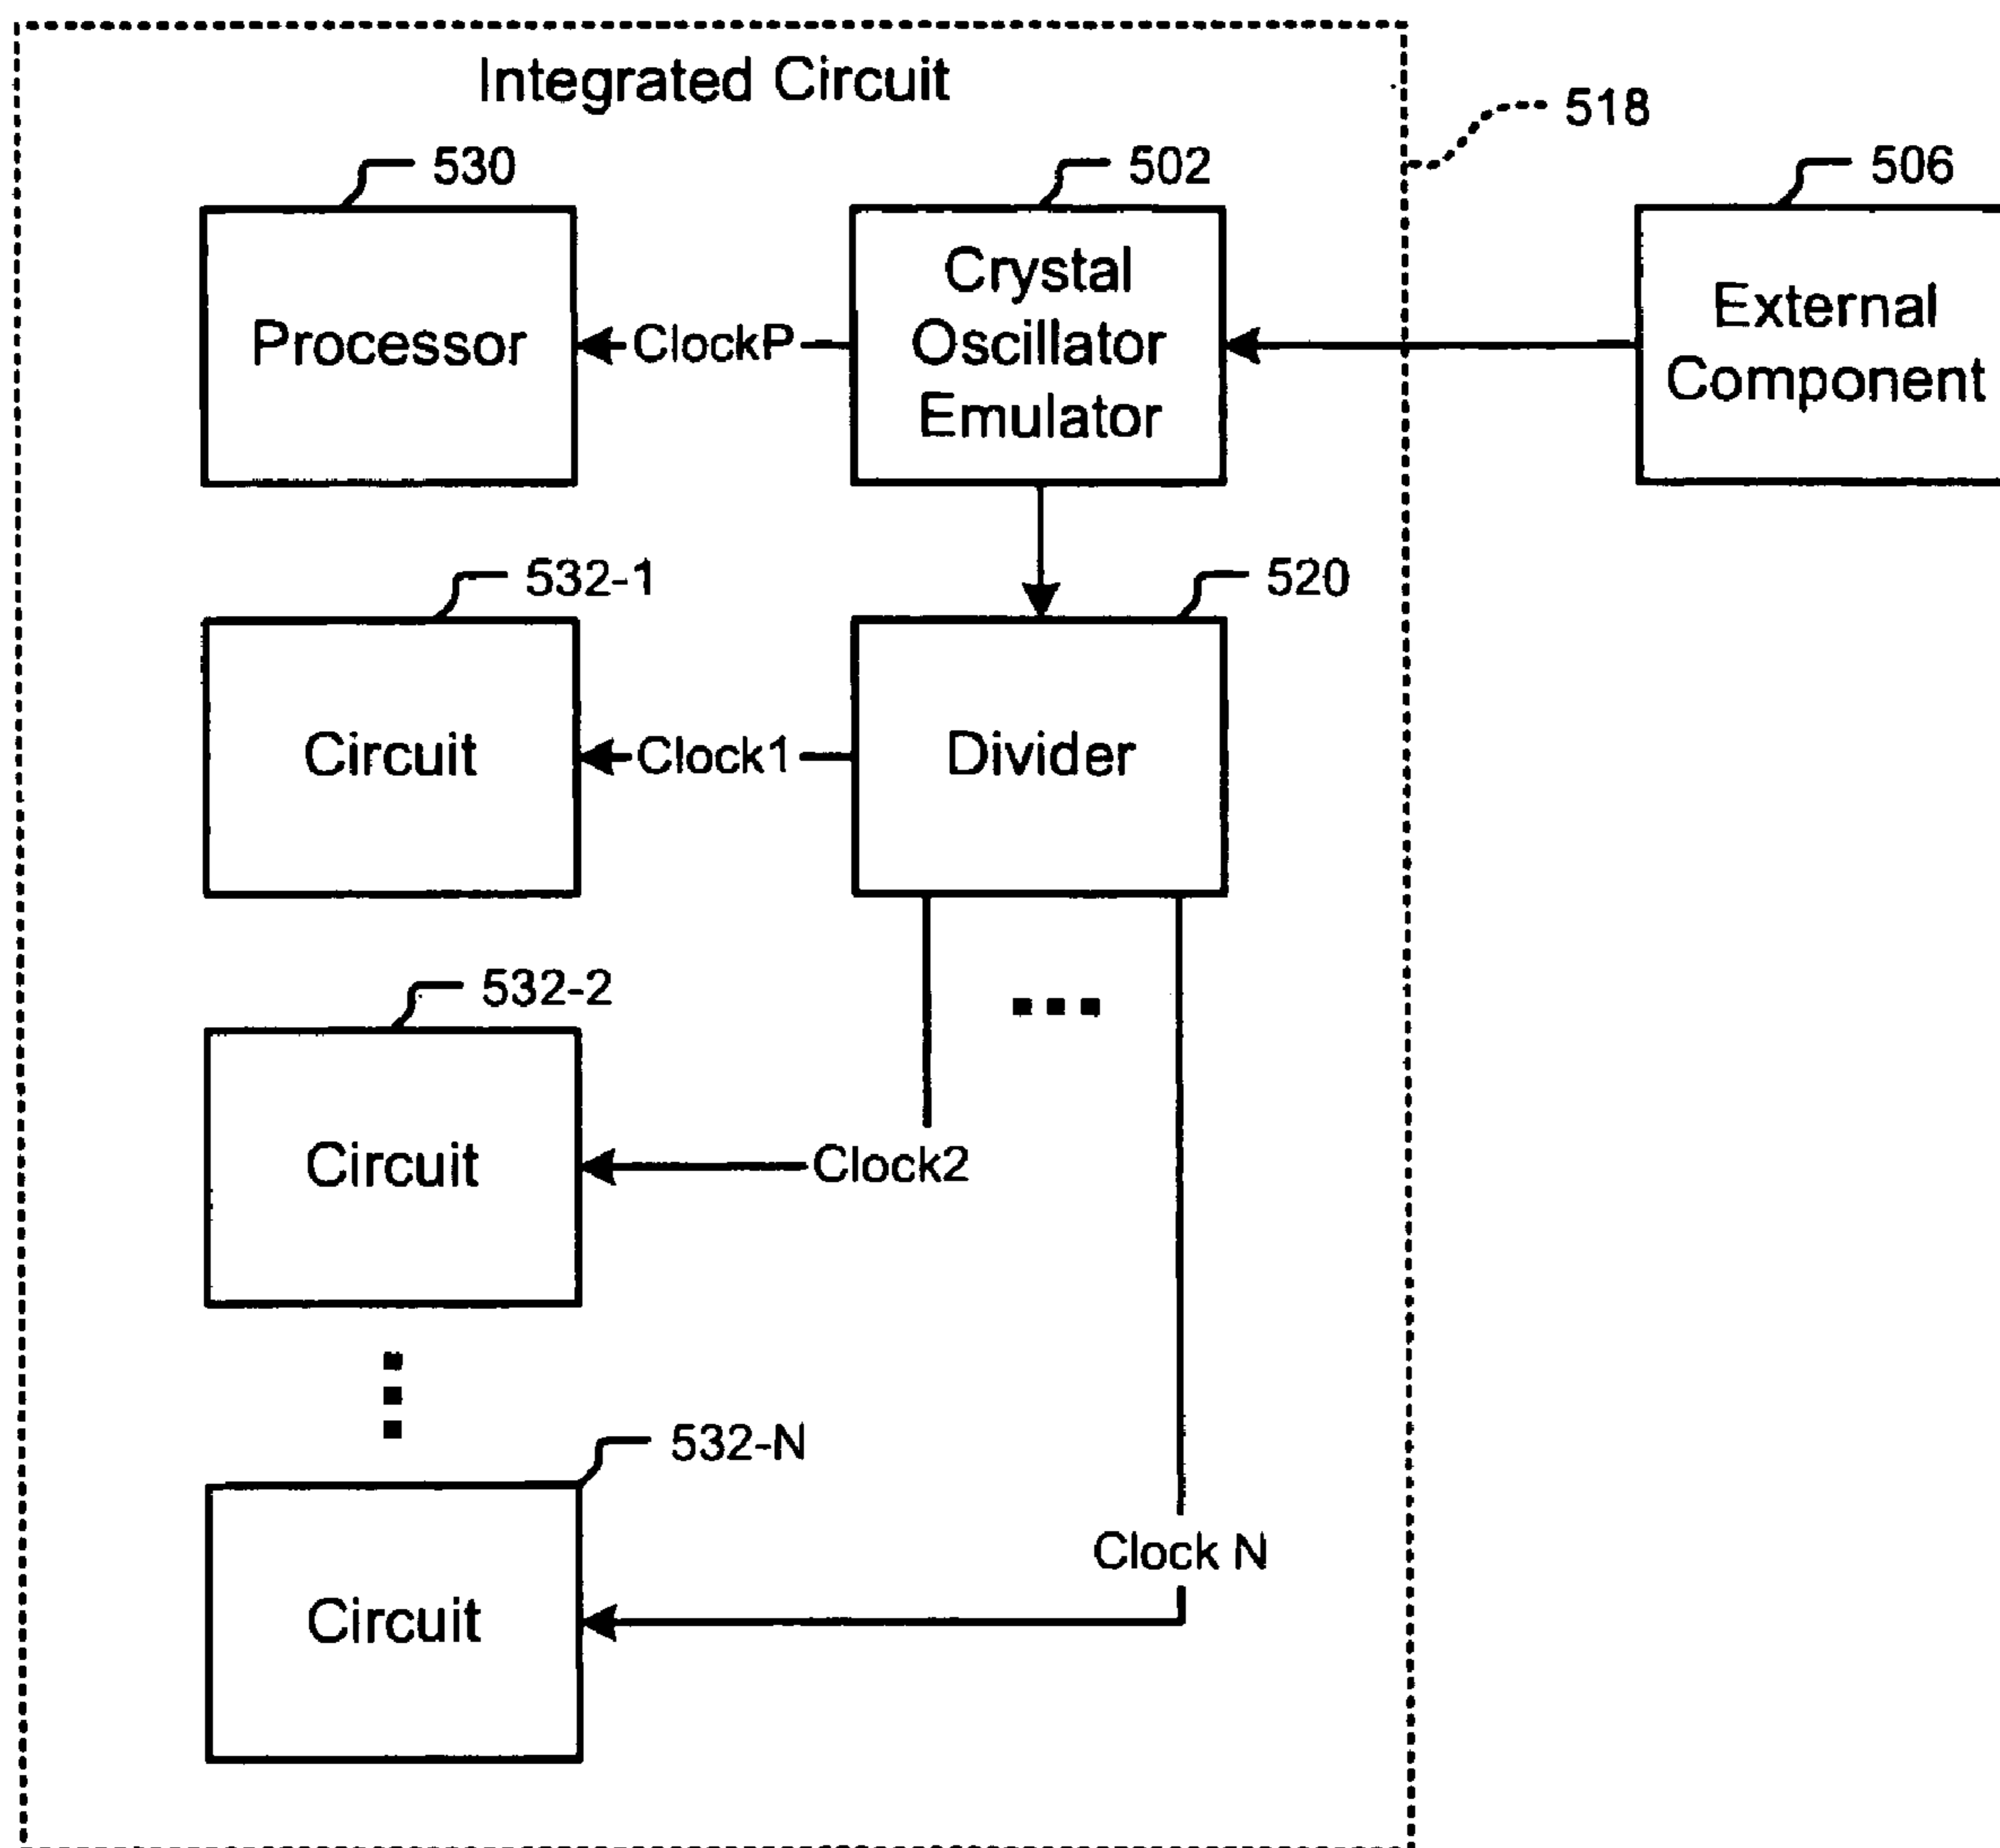 Integrated Circuit
518
530
502
506
Processor
ClockP
Crystal
Oscillator
Emulator
External
Component
532-1
520
Circuit
Clock1
Divider
532-2
Circuit
Clock2
532-N
Clock N
Circuit